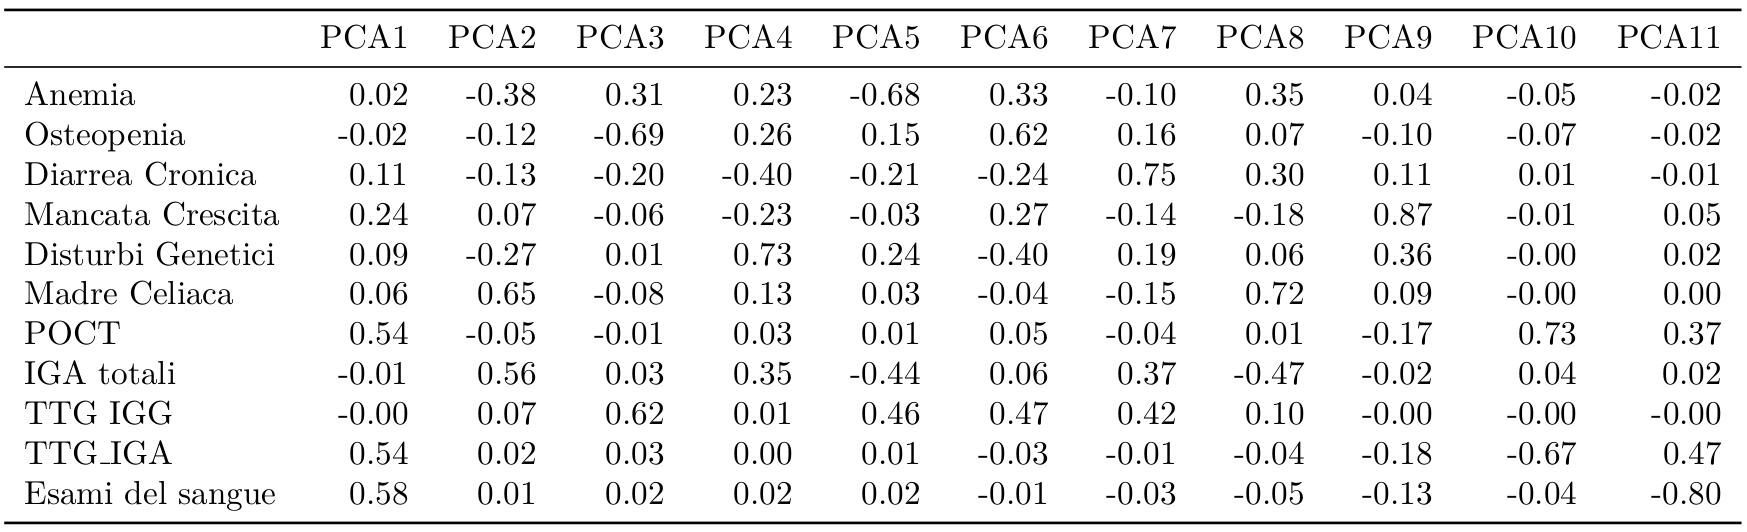 PCA1 PCA2 PCA3 PCA4 PCA5 PCA6 PCA7 PCA8 PCA9 PCA10 PCA11
Anemia 0.02 -0.38 0.31 0.23 -0.68 0.33 -0.10 0.35 0.04 -0.05 -0.02
Osteopenia -0.02 -0.12 -0.69 0.26 0.15 0.62 0.16 0.07 -0.10 -0.07 -0.02
Diarrea Cronica 0.11 -0.13 -0.20 -0.40 -0.21 -0.24 0.75 0.30 0.11 0.01 -0.01
Mancata Crescita 0.24 0.07 -0.06 -0.23 -0.03 0.27 -0.14 -0.18 0.87 -0.01 0.05
Disturbi Genetici 0.09 -0.27 0.01 0.73 0.24 -0.40 0.19 0.06 0.36 -0.00 0.02
Madre Celiaca 0.06 0.65 -0.08 0.13 0.03 -0.04 -0.15 0.72 0.09 -0.00 0.00
POCT 0.54 -0.05 -0.01 0.03 0.01 0.05 -0.04 0.01 -0.17 0.73 0.37
IGA totali -0.01 0.56 0.03 0.35 -0.44 0.06 0.37 -0.47 -0.02 0.04 0.02
TTG IGG -0.00 0.07 0.62 0.01 0.46 0.47 0.42 0.10 -0.00 -0.00 -0.00
TTG_IGA 0.54 0.02 0.03 0.00 0.01 -0.03 -0.01 -0.04 -0.18 -0.67 0.47
Esami del sangue 0.58 0.01 0.02 0.02 0.02 -0.01 -0.03 -0.05 -0.13 -0.04 -0.80